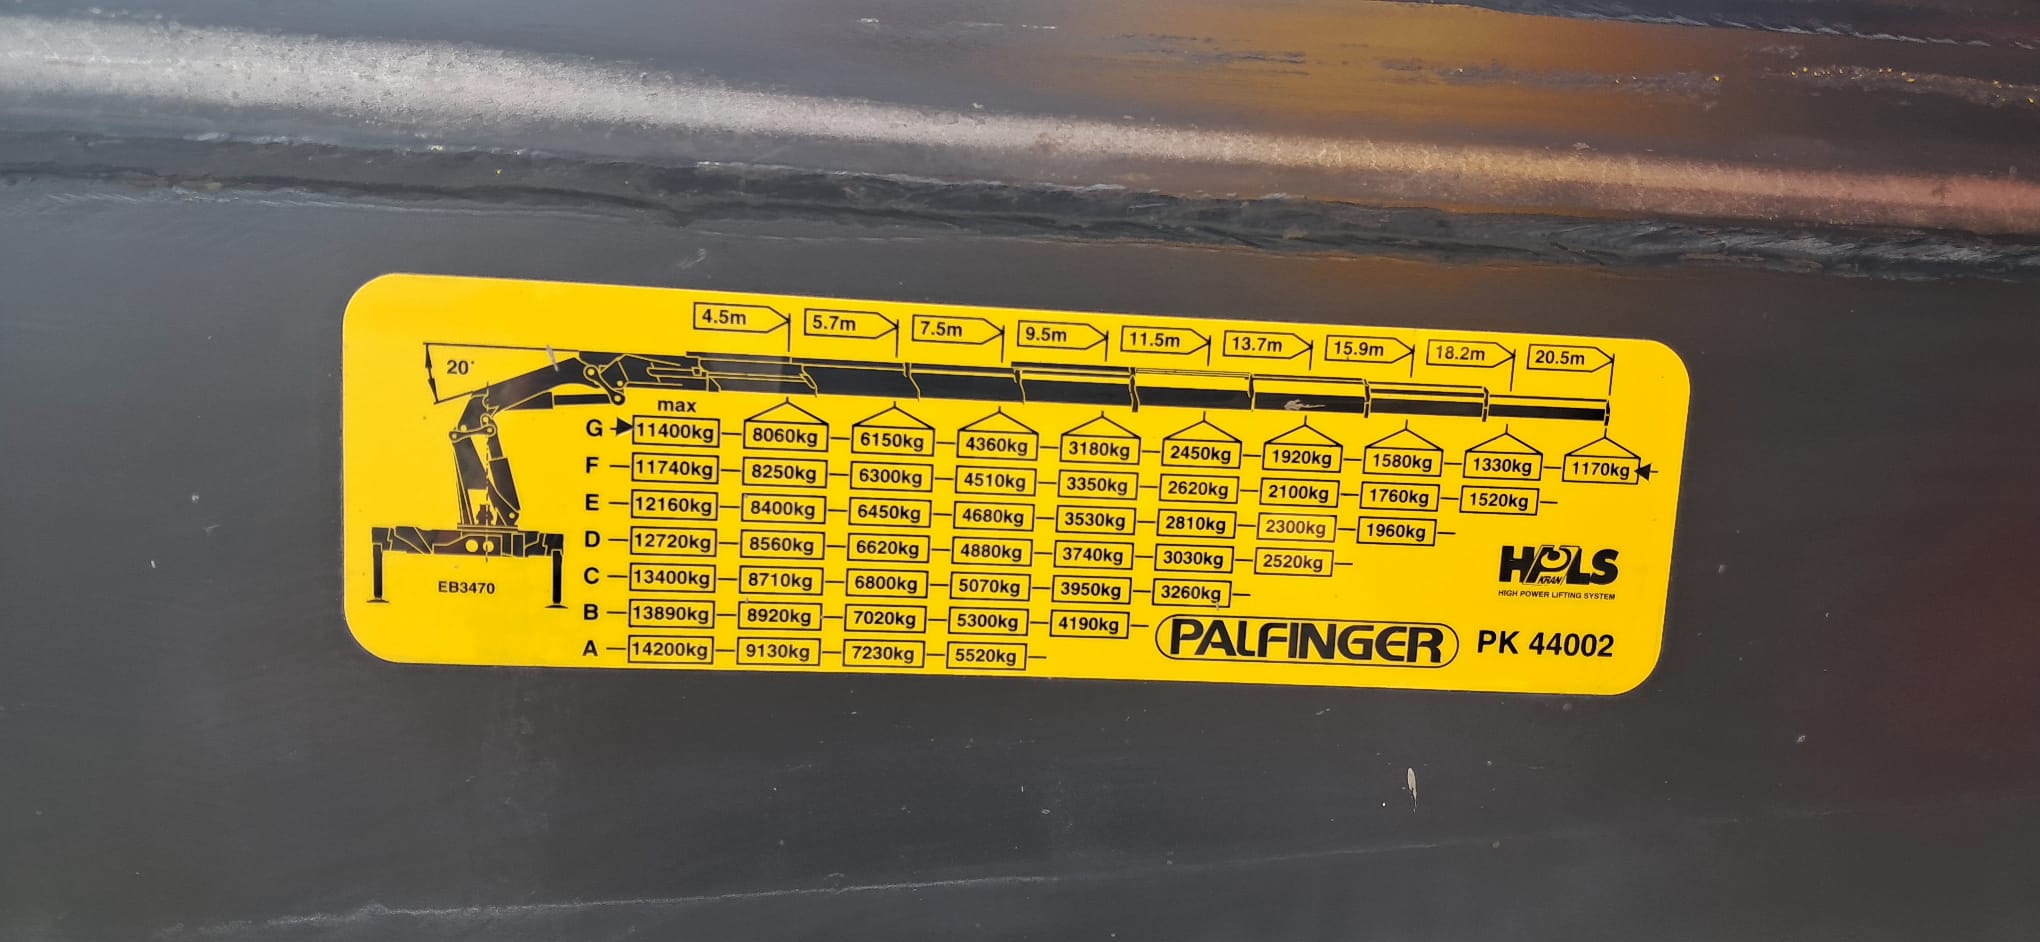 4.5m 5.7m 7.5m 9.5m 11.5m 13.7m 15.9m 18.2m 20.5m
20°
max
G 11400kg 8060kg 6150kg 4360kg 3180kg 2450kg 1920kg 1580kg 1330kg 1170kg
F 11740kg 8250kg 6300kg 4510kg 3350kg 2620kg 2100kg 1760kg 1520kg
E 12160kg 8400kg 6450kg 4680kg 3530kg 2810kg 2300kg 1960kg
D 12720kg 8560kg 6620kg 4880kg 3740kg 3030kg 2520kg
C 13400kg 8710kg 6800kg 5070kg 3950kg 3260kg
B 13890kg 8920kg 7020kg 5300kg 4190kg
A 14200kg 9130kg 7230kg 5520kg
EB3470
HPLS
KRAN
HIGH POWER LIFTING SYSTEM
PALFINGER PK 44002